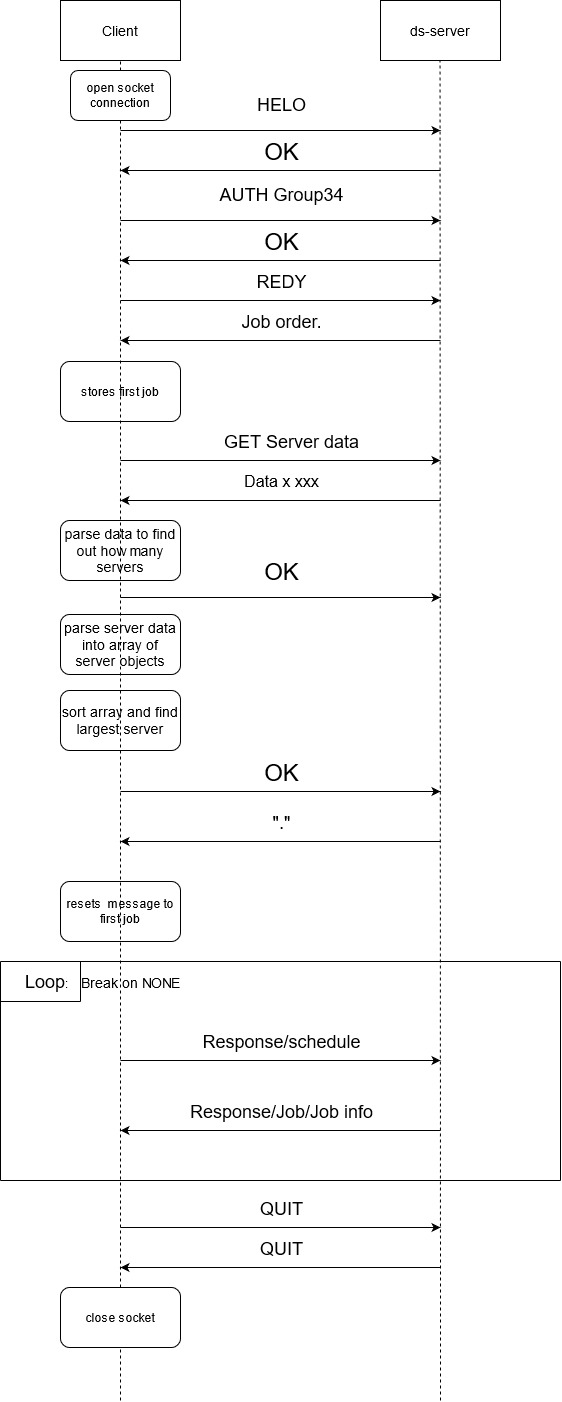 Client
ds-server
open socket
connection
HELO
OK
AUTH Group34
OK
REDY
Job order.
stores first job
GET Server data
Data x xxx
parse data to find
out how many
servers
OK
parse server data
into array of
server objects
sort array and find
largest server
OK
"."
resets message to
first job
Loop: Break on NONE
Response/schedule
Response/Job/Job info
QUIT
QUIT
close socket